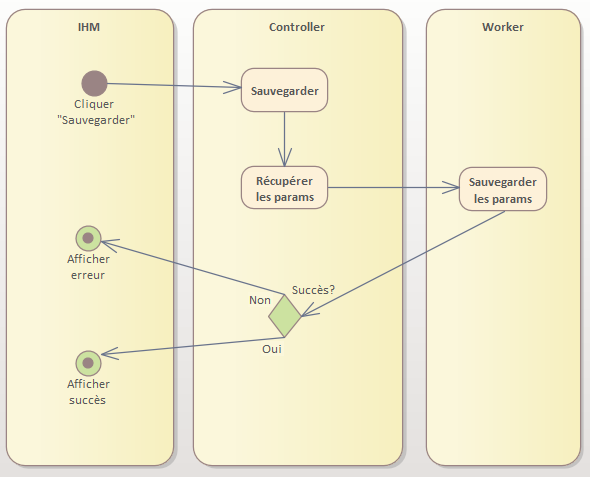 IHM
Controller
Worker
Cliquer
"Sauvegarder"
Sauvegarder
Récupérer
les params
Sauvegarder
les params
Afficher
erreur
Succès?
Non
Oui
Afficher
succès